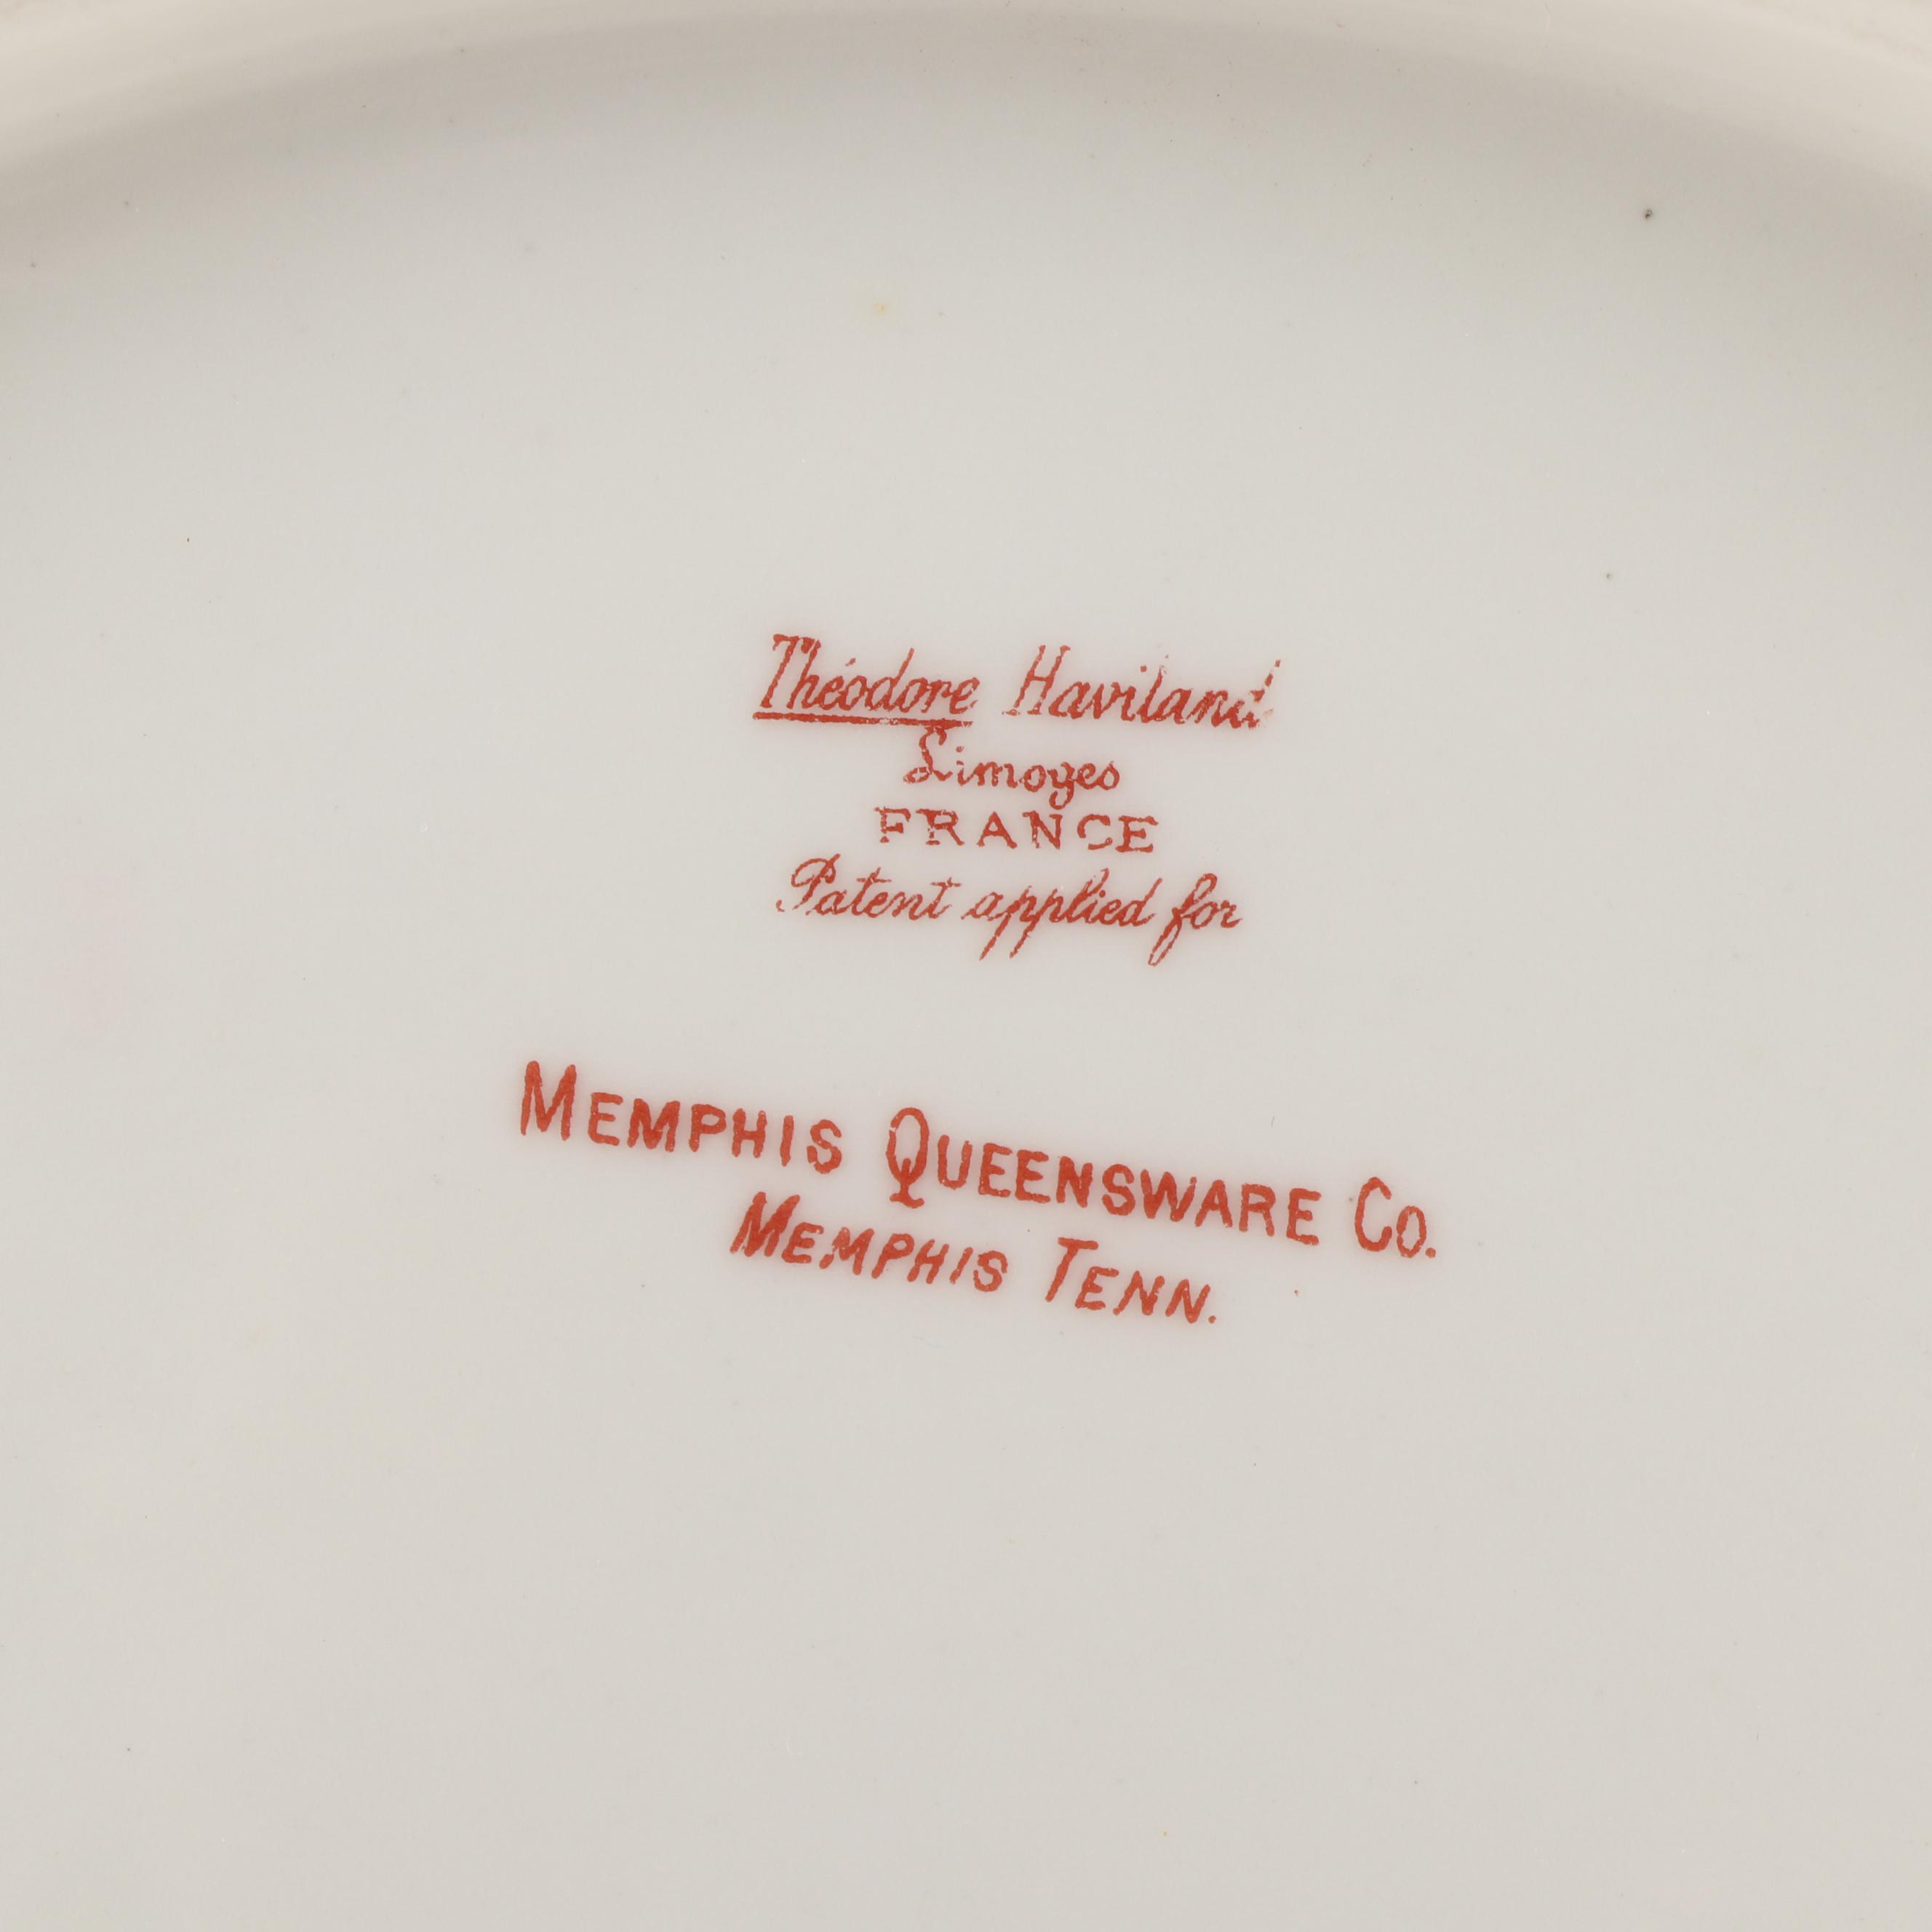 Théodore Haviland
Limoges
FRANCE
Patent applied for
MEMPHIS QUEENSWARE CO.
MEMPHIS TENN.